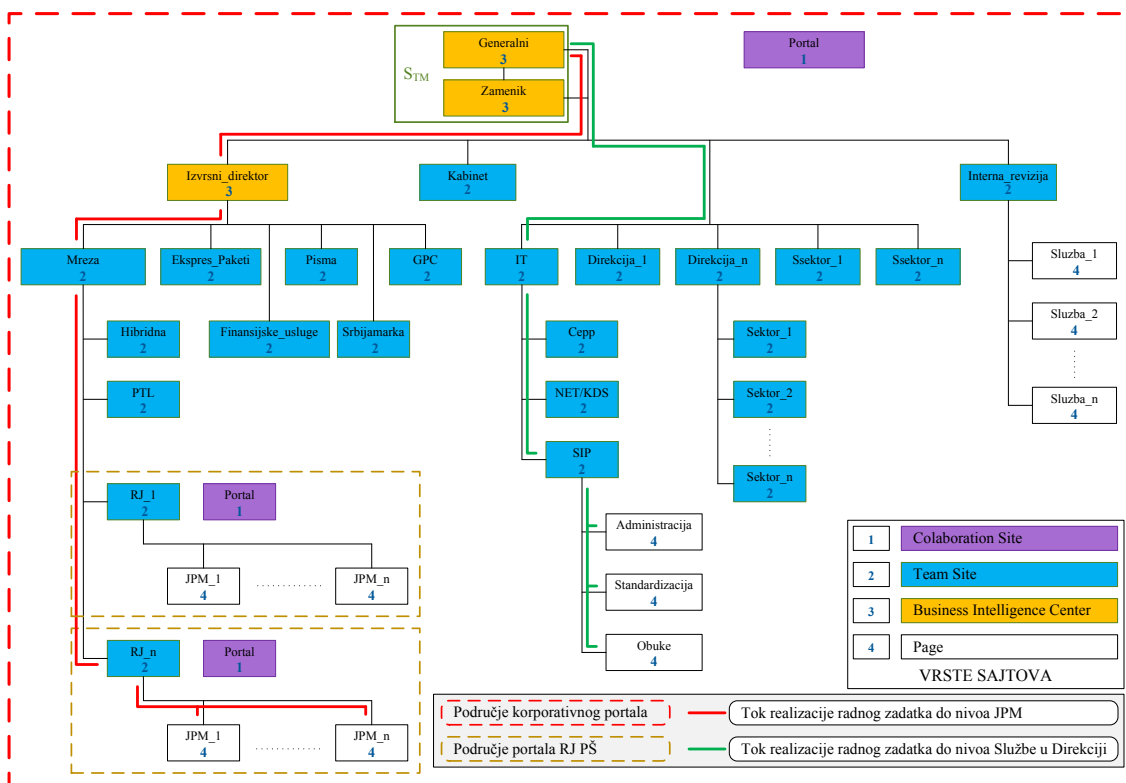 Generalni
3
Portal
1
S_TM
Zamenik
3
Izvrsni_direktor
3
Kabinet
2
Interna_revizija
2
Mreza
2
Ekspres_Paketi
2
Pisma
2
GPC
2
IT
2
Direkcija_1
2
Direkcija_n
2
Ssektor_1
2
Ssektor_n
2
Sluzba_1
4
Sluzba_2
4
Sluzba_n
4
Hibridna
2
Finansijske_usluge
2
Srbijamarka
2
Cepp
2
Sektor_1
2
PTL
2
NET/KDS
2
Sektor_2
2
SIP
2
Sektor_n
2
RJ_1
2
Portal
1
JPM_1
4
JPM_n
4
Administracija
4
Standardizacija
4
Obuke
4
RJ_n
2
Portal
1
JPM_1
4
JPM_n
4
1 Colaboration Site
2 Team Site
3 Business Intelligence Center
4 Page
VRSTE SAJTOVA
Područje korporativnog portala
Tok realizacije radnog zadatka do nivoa JPM
Područje portala RJ PŠ
Tok realizacije radnog zadatka do nivoa Službe u Direkciji